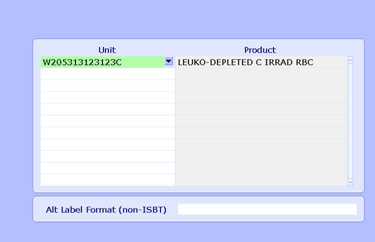 Unit Product
W205313123123C LEUKO-DEPLETED C IRRAD RBC
Alt Label Format (non-ISBT)